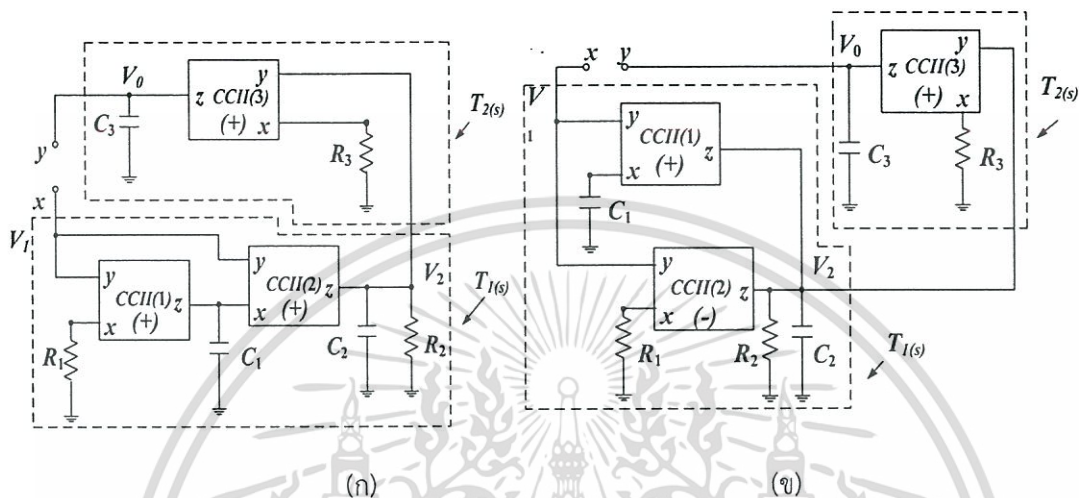 V0
z
y
CCII(3)
(+)
x
C3
R3
T2(s)
y
x
VI
y
CCII(1)
(+)
z
x
R1
C1
y
CCII(2)
(+)
z
x
V2
C2
R2
T1(s)
(ก)
x
y
V
1
y
CCII(1)
(+)
z
x
C1
y
CCII(2)
(-)
z
x
R1
R2
C2
V2
T1(s)
V0
z
y
CCII(3)
(+)
x
C3
R3
T2(s)
(ข)